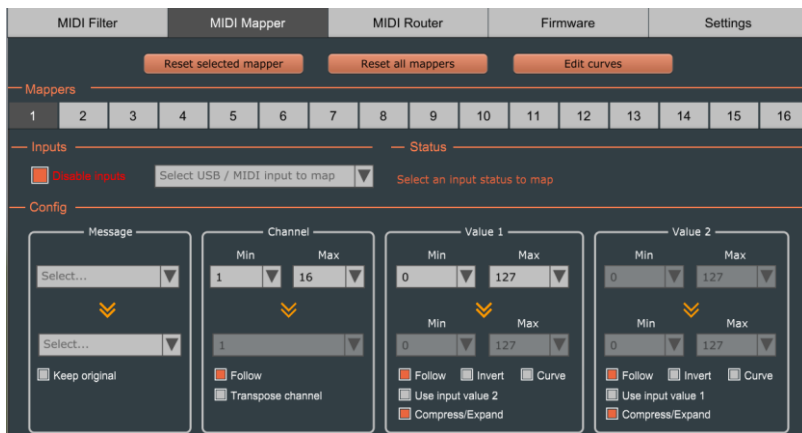 MIDI Filter MIDI Mapper MIDI Router Firmware Settings
Reset selected mapper Reset all mappers Edit curves
Mappers
1 2 3 4 5 6 7 8 9 10 11 12 13 14 15 16
Inputs Status
Disable inputs Select USB / MIDI input to map Select an input status to map
Config
Message Channel Value 1 Value 2
Min Max Min Max Min Max
Select... 1 16 0 127 0 127
Min Max Min Max
Select... 1 0 127 0 127
Keep original Follow Follow Invert Curve Follow Invert Curve
Transpose channel Use input value 2 Use input value 1
Compress/Expand Compress/Expand